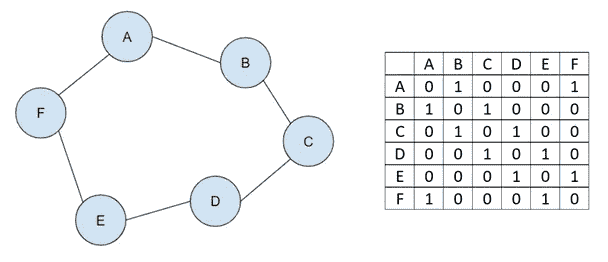 A
B
C
D
E
F
A B C D E F
A 0 1 0 0 0 1
B 1 0 1 0 0 0
C 0 1 0 1 0 0
D 0 0 1 0 1 0
E 0 0 0 1 0 1
F 1 0 0 0 1 0